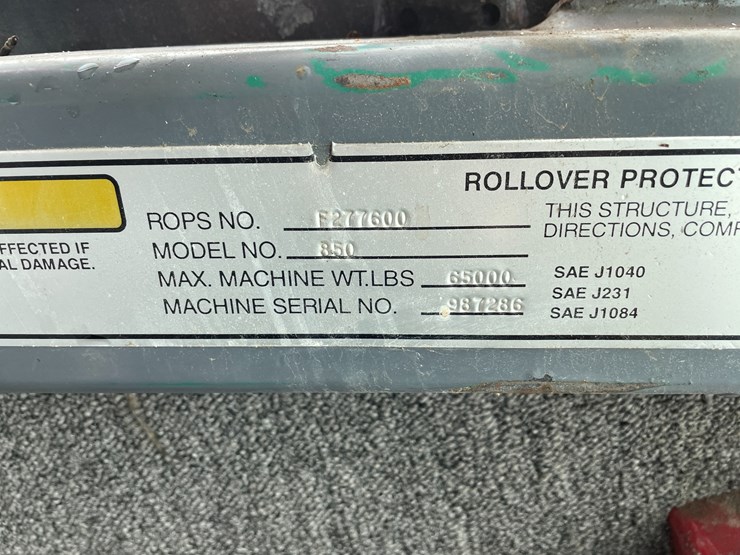 ROLLOVER PROTEC
ROPS NO. F277600
THIS STRUCTURE,
FFECTED IF
MODEL NO. 850
DIRECTIONS, COMP
AL DAMAGE.
MAX. MACHINE WT.LBS 65000
SAE J1040
SAE J231
MACHINE SERIAL NO. 987286
SAE J1084